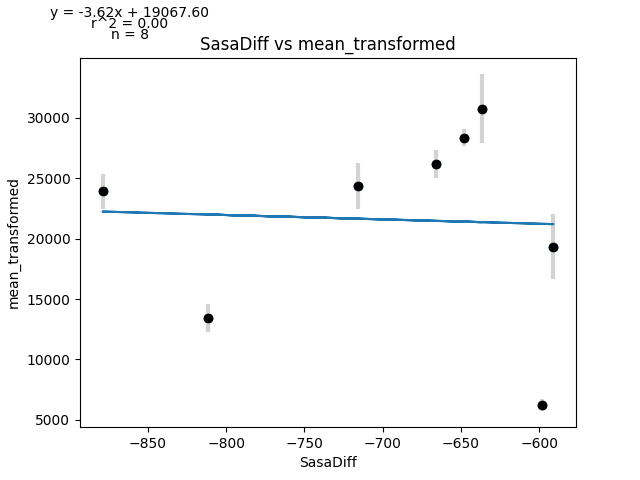 y = -3.62x + 19067.60
r^2 = 0.00
n = 8
SasaDiff vs mean_transformed
30000
25000
20000
15000
10000
5000
mean_transformed
−850
−800
−750
−700
−650
−600
SasaDiff